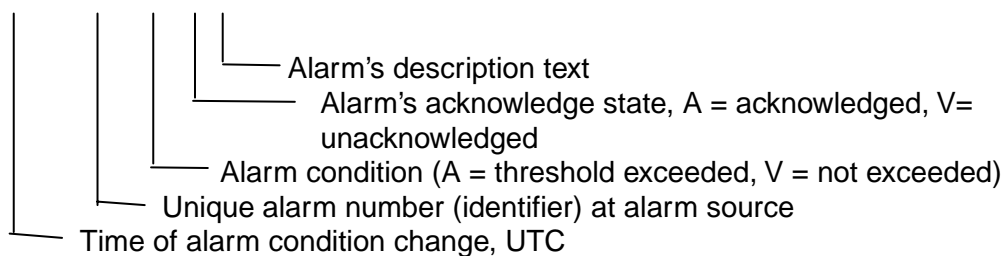 Alarm's description text
Alarm's acknowledge state, A = acknowledged, V=
unacknowledged
Alarm condition (A = threshold exceeded, V = not exceeded)
Unique alarm number (identifier) at alarm source
Time of alarm condition change, UTC